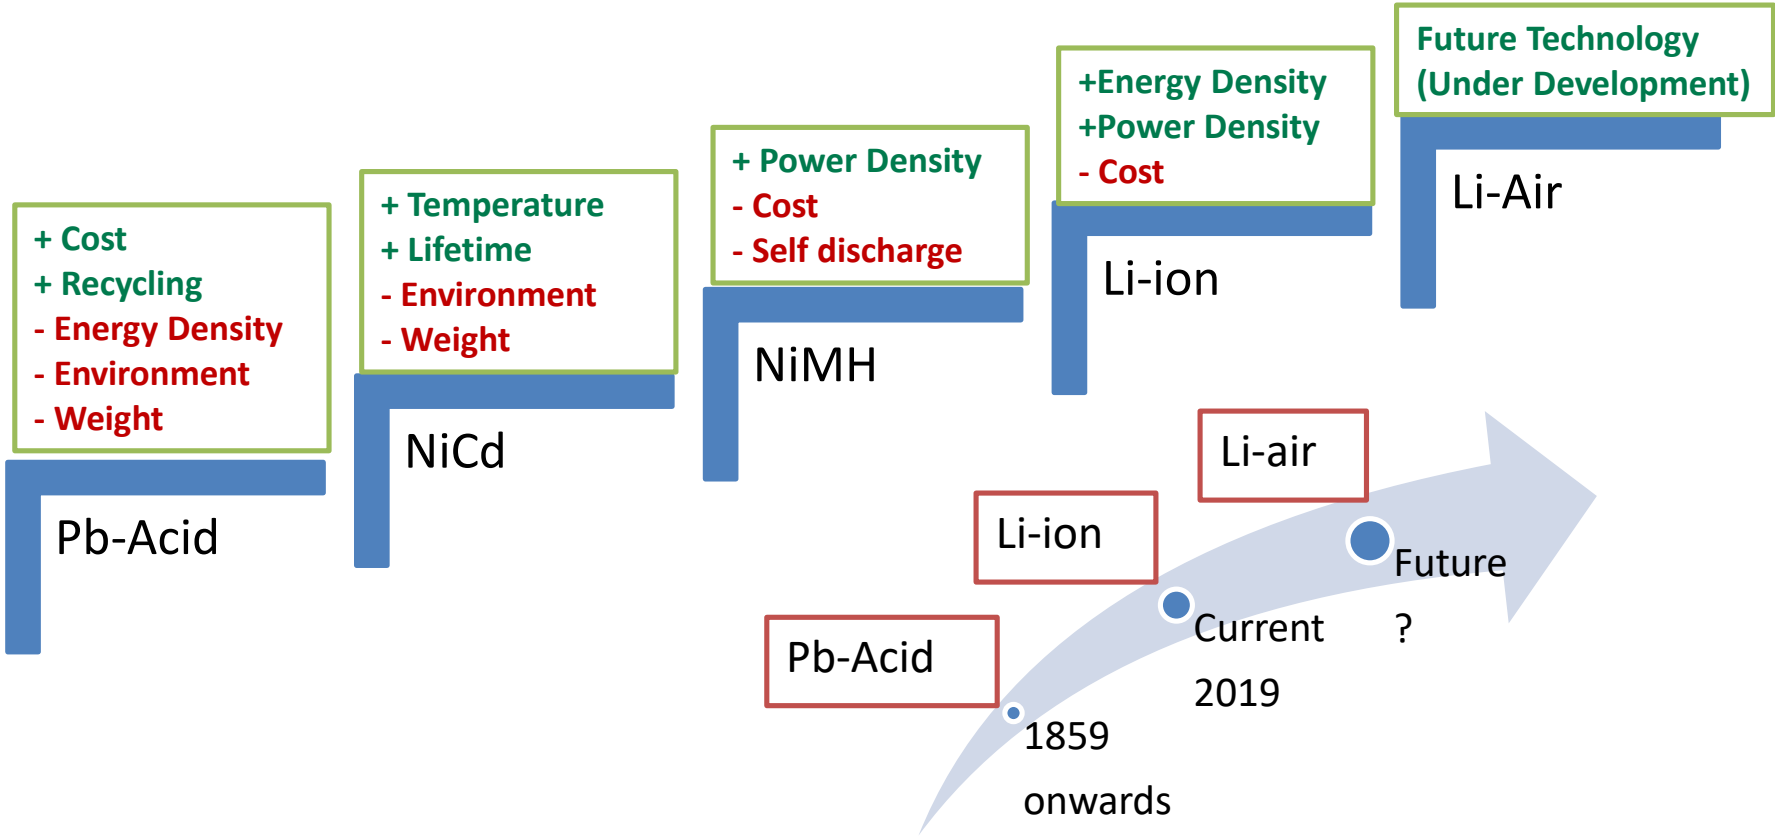 + Cost
+ Recycling
- Energy Density
- Environment
- Weight
Pb-Acid
+ Temperature
+ Lifetime
- Environment
- Weight
NiCd
+ Power Density
- Cost
- Self discharge
NiMH
+Energy Density
+Power Density
- Cost
Li-ion
Future Technology
(Under Development)
Li-Air
Pb-Acid
1859
onwards
Li-ion
Current
2019
Li-air
Future
?